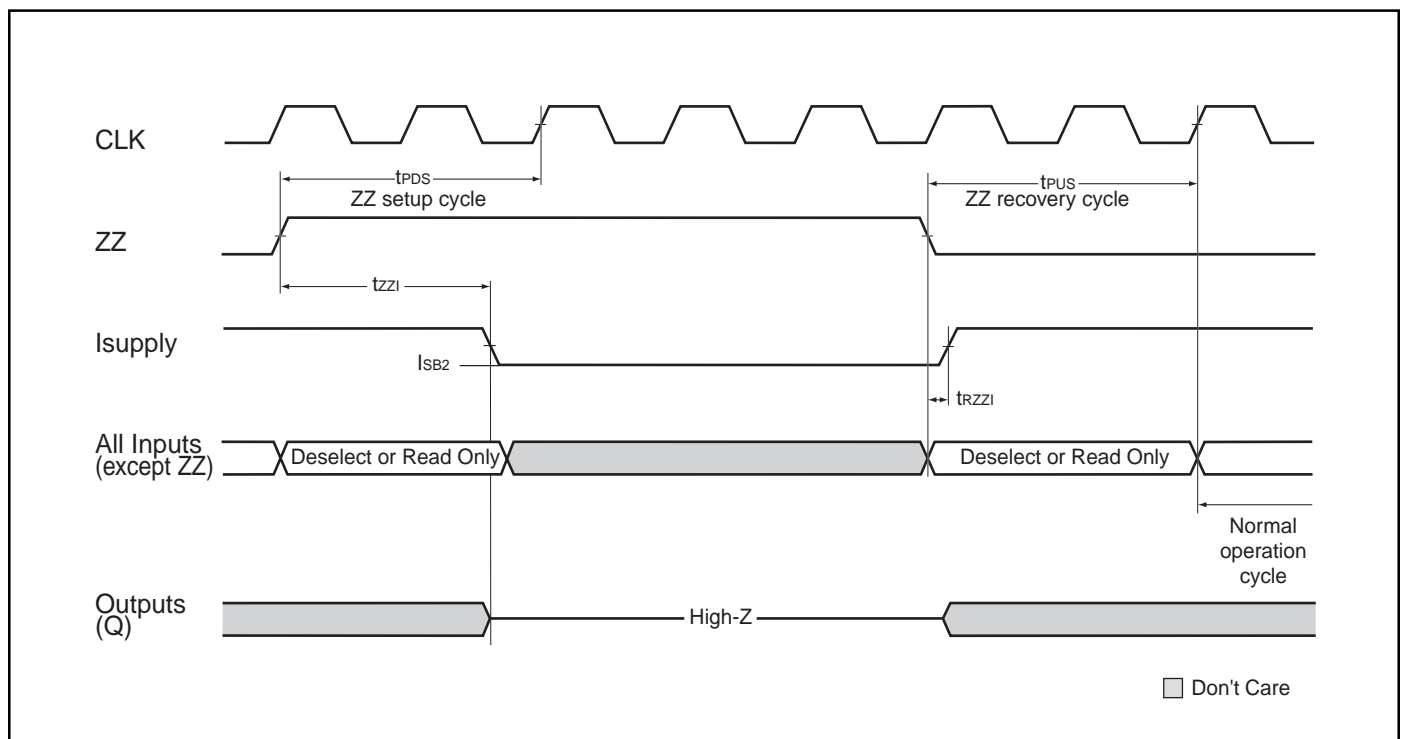 CLK
tPDS
ZZ setup cycle
tPUS
ZZ recovery cycle
ZZ
tZZI
Isupply
ISB2
tRZZI
All Inputs
(except ZZ)
Deselect or Read Only
Deselect or Read Only
Normal
operation
cycle
Outputs
(Q)
High-Z
Don't Care